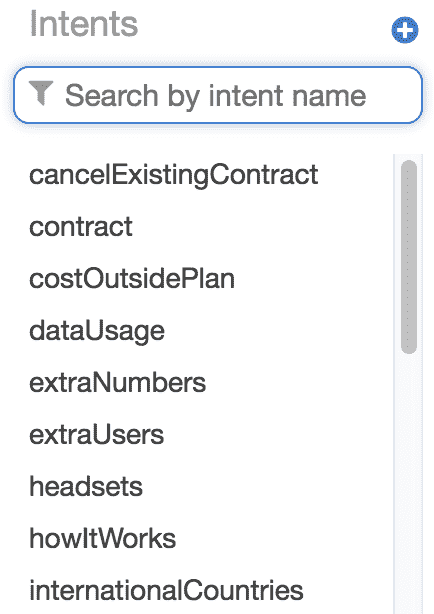 Intents
Search by intent name
cancelExistingContract
contract
costOutsidePlan
dataUsage
extraNumbers
extraUsers
headsets
howItWorks
internationalCountries